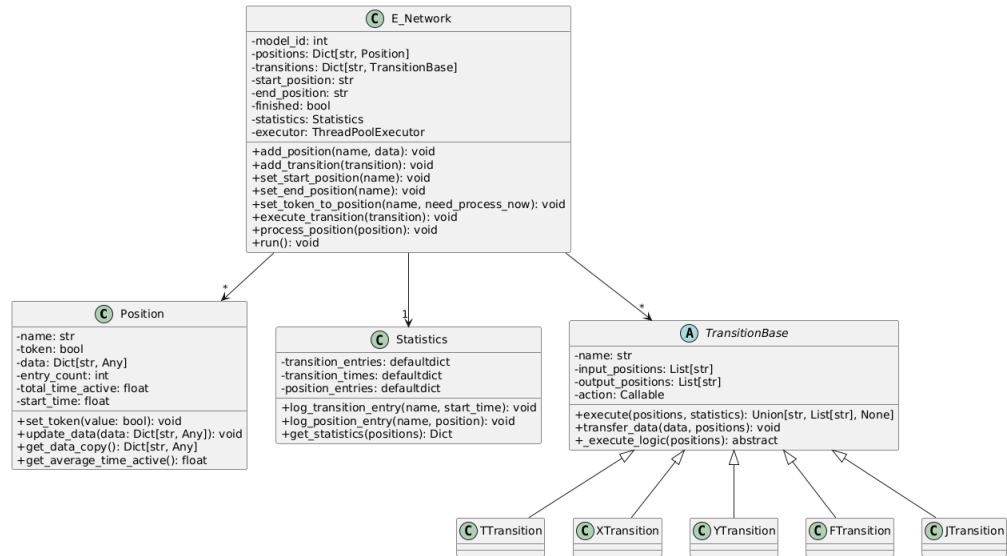 C E_Network
-model_id: int
-positions: Dict[str, Position]
-transitions: Dict[str, TransitionBase]
-start_position: str
-end_position: str
-finished: bool
-statistics: Statistics
-executor: ThreadPoolExecutor
+add_position(name, data): void
+add_transition(transition): void
+set_start_position(name): void
+set_end_position(name): void
+set_token_to_position(name, need_process_now): void
+execute_transition(transition): void
+process_position(position): void
+run(): void
*
1
*
C Position
-name: str
-token: bool
-data: Dict[str, Any]
-entry_count: int
-total_time_active: float
-start_time: float
+set_token(value: bool): void
+update_data(data: Dict[str, Any]): void
+get_data_copy(): Dict[str, Any]
+get_average_time_active(): float
C Statistics
-transition_entries: defaultdict
-transition_times: defaultdict
-position_entries: defaultdict
+log_transition_entry(name, start_time): void
+log_position_entry(name, position): void
+get_statistics(positions): Dict
A TransitionBase
-name: str
-input_positions: List[str]
-output_positions: List[str]
-action: Callable
+execute(positions, statistics): Union[str, List[str], None]
+transfer_data(data, positions): void
+_execute_logic(positions): abstract
C TTransition
C XTransition
C YTransition
C FTransition
C JTransition